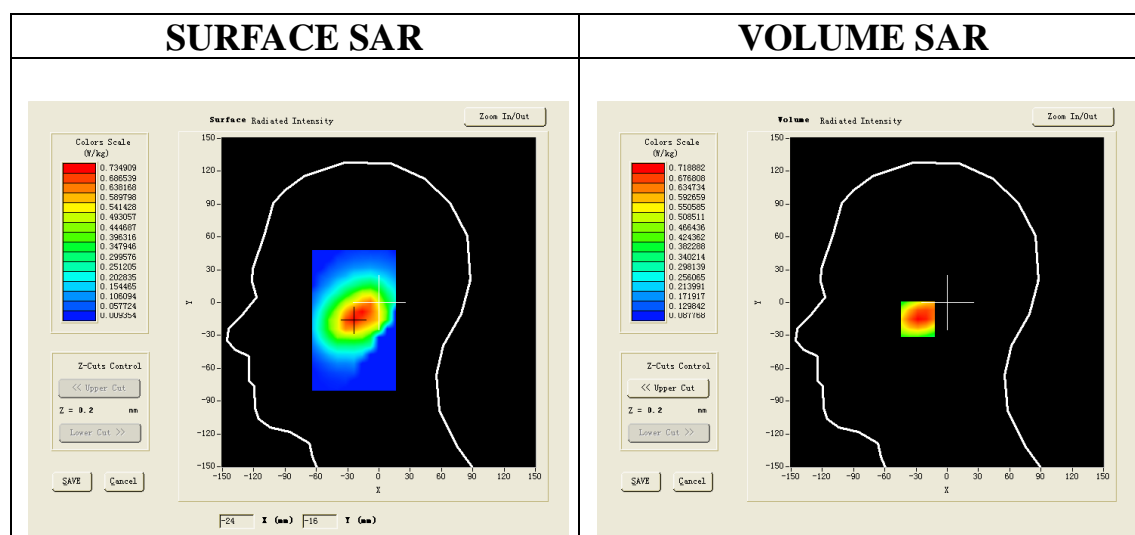 SURFACE SAR
VOLUME SAR
Surface Radiated Intensity
Zoom In/Out
Colors Scale
(W/kg)
0.734909
0.686539
0.638168
0.589798
0.541428
0.493057
0.444687
0.396316
0.347946
0.299576
0.251205
0.202835
0.154465
0.106094
0.057724
0.009354
150
120
90
60
30
0
-30
-60
-90
-120
-150
Y
-150 -120 -90 -60 -30 0 30 60 90 120 150
X
Z-Cuts Control
<< Upper Cut
Z = 0.2 mm
Lower Cut >>
SAVE Cancel
-24 X (mm) -16 Y (mm)
Volume Radiated Intensity
Zoom In/Out
Colors Scale
(W/kg)
0.718882
0.676808
0.634734
0.592659
0.550585
0.508511
0.466436
0.424362
0.382288
0.340214
0.298139
0.256065
0.213991
0.171917
0.129842
0.087768
150
120
90
60
30
0
-30
-60
-90
-120
-150
Y
-150 -120 -90 -60 -30 0 30 60 90 120 150
X
Z-Cuts Control
<< Upper Cut
Z = 0.2 mm
Lower Cut >>
SAVE Cancel